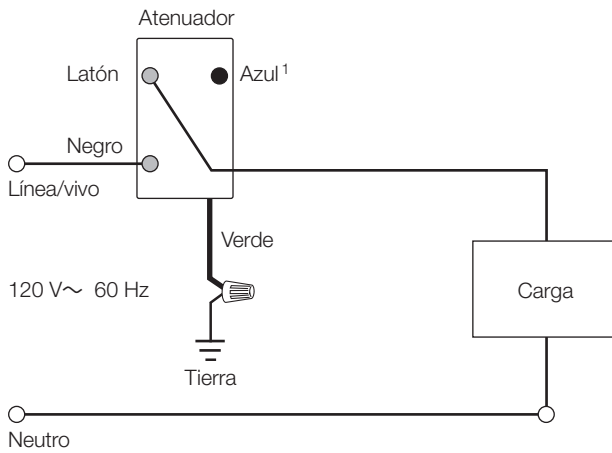 Atenuador
Latón
Azul¹
Negro
Línea/vivo
Verde
120 V~ 60 Hz
Carga
Tierra
Neutro